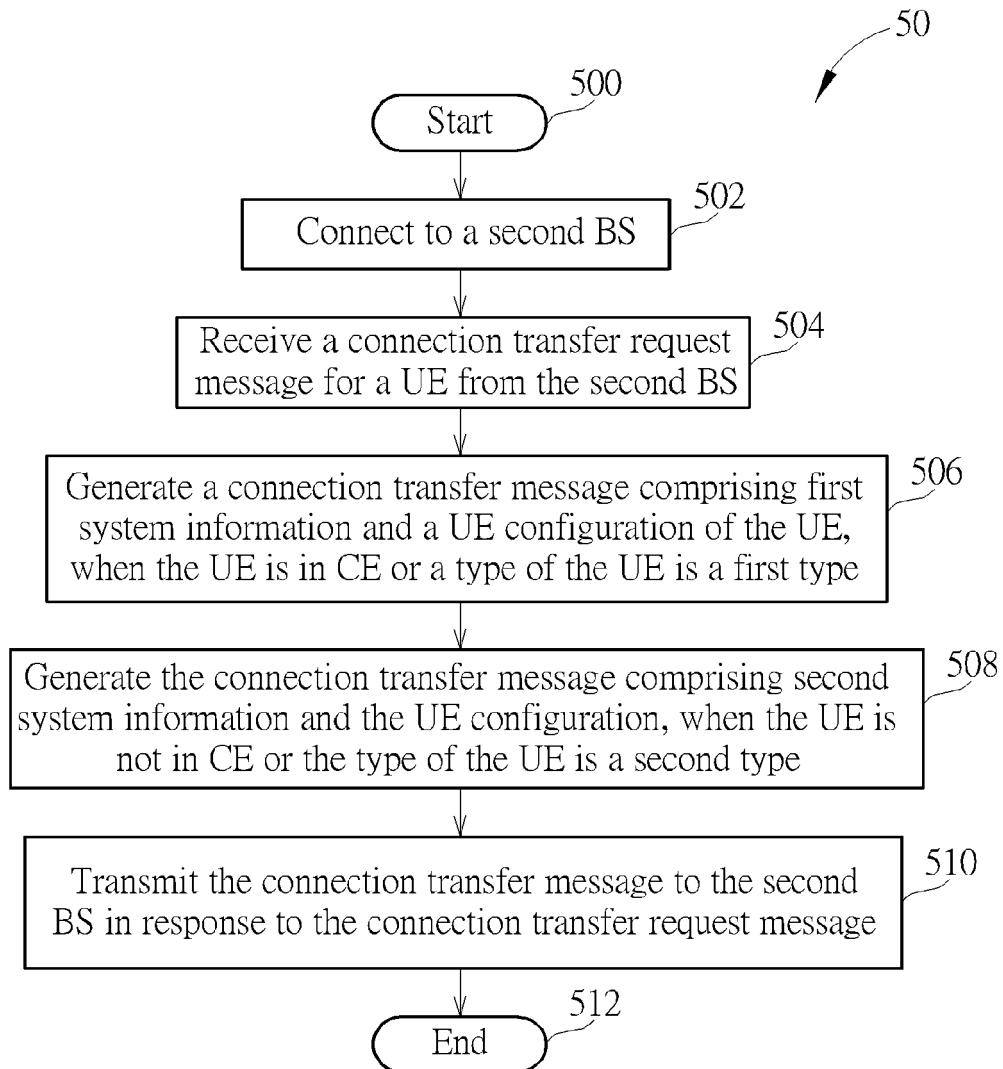 50
Start
500
Connect to a second BS
502
Receive a connection transfer request
message for a UE from the second BS
504
Generate a connection transfer message comprising first
system information and a UE configuration of the UE,
when the UE is in CE or a type of the UE is a first type
506
Generate the connection transfer message comprising second
system information and the UE configuration, when the UE is
not in CE or the type of the UE is a second type
508
Transmit the connection transfer message to the second
BS in response to the connection transfer request message
510
End
512